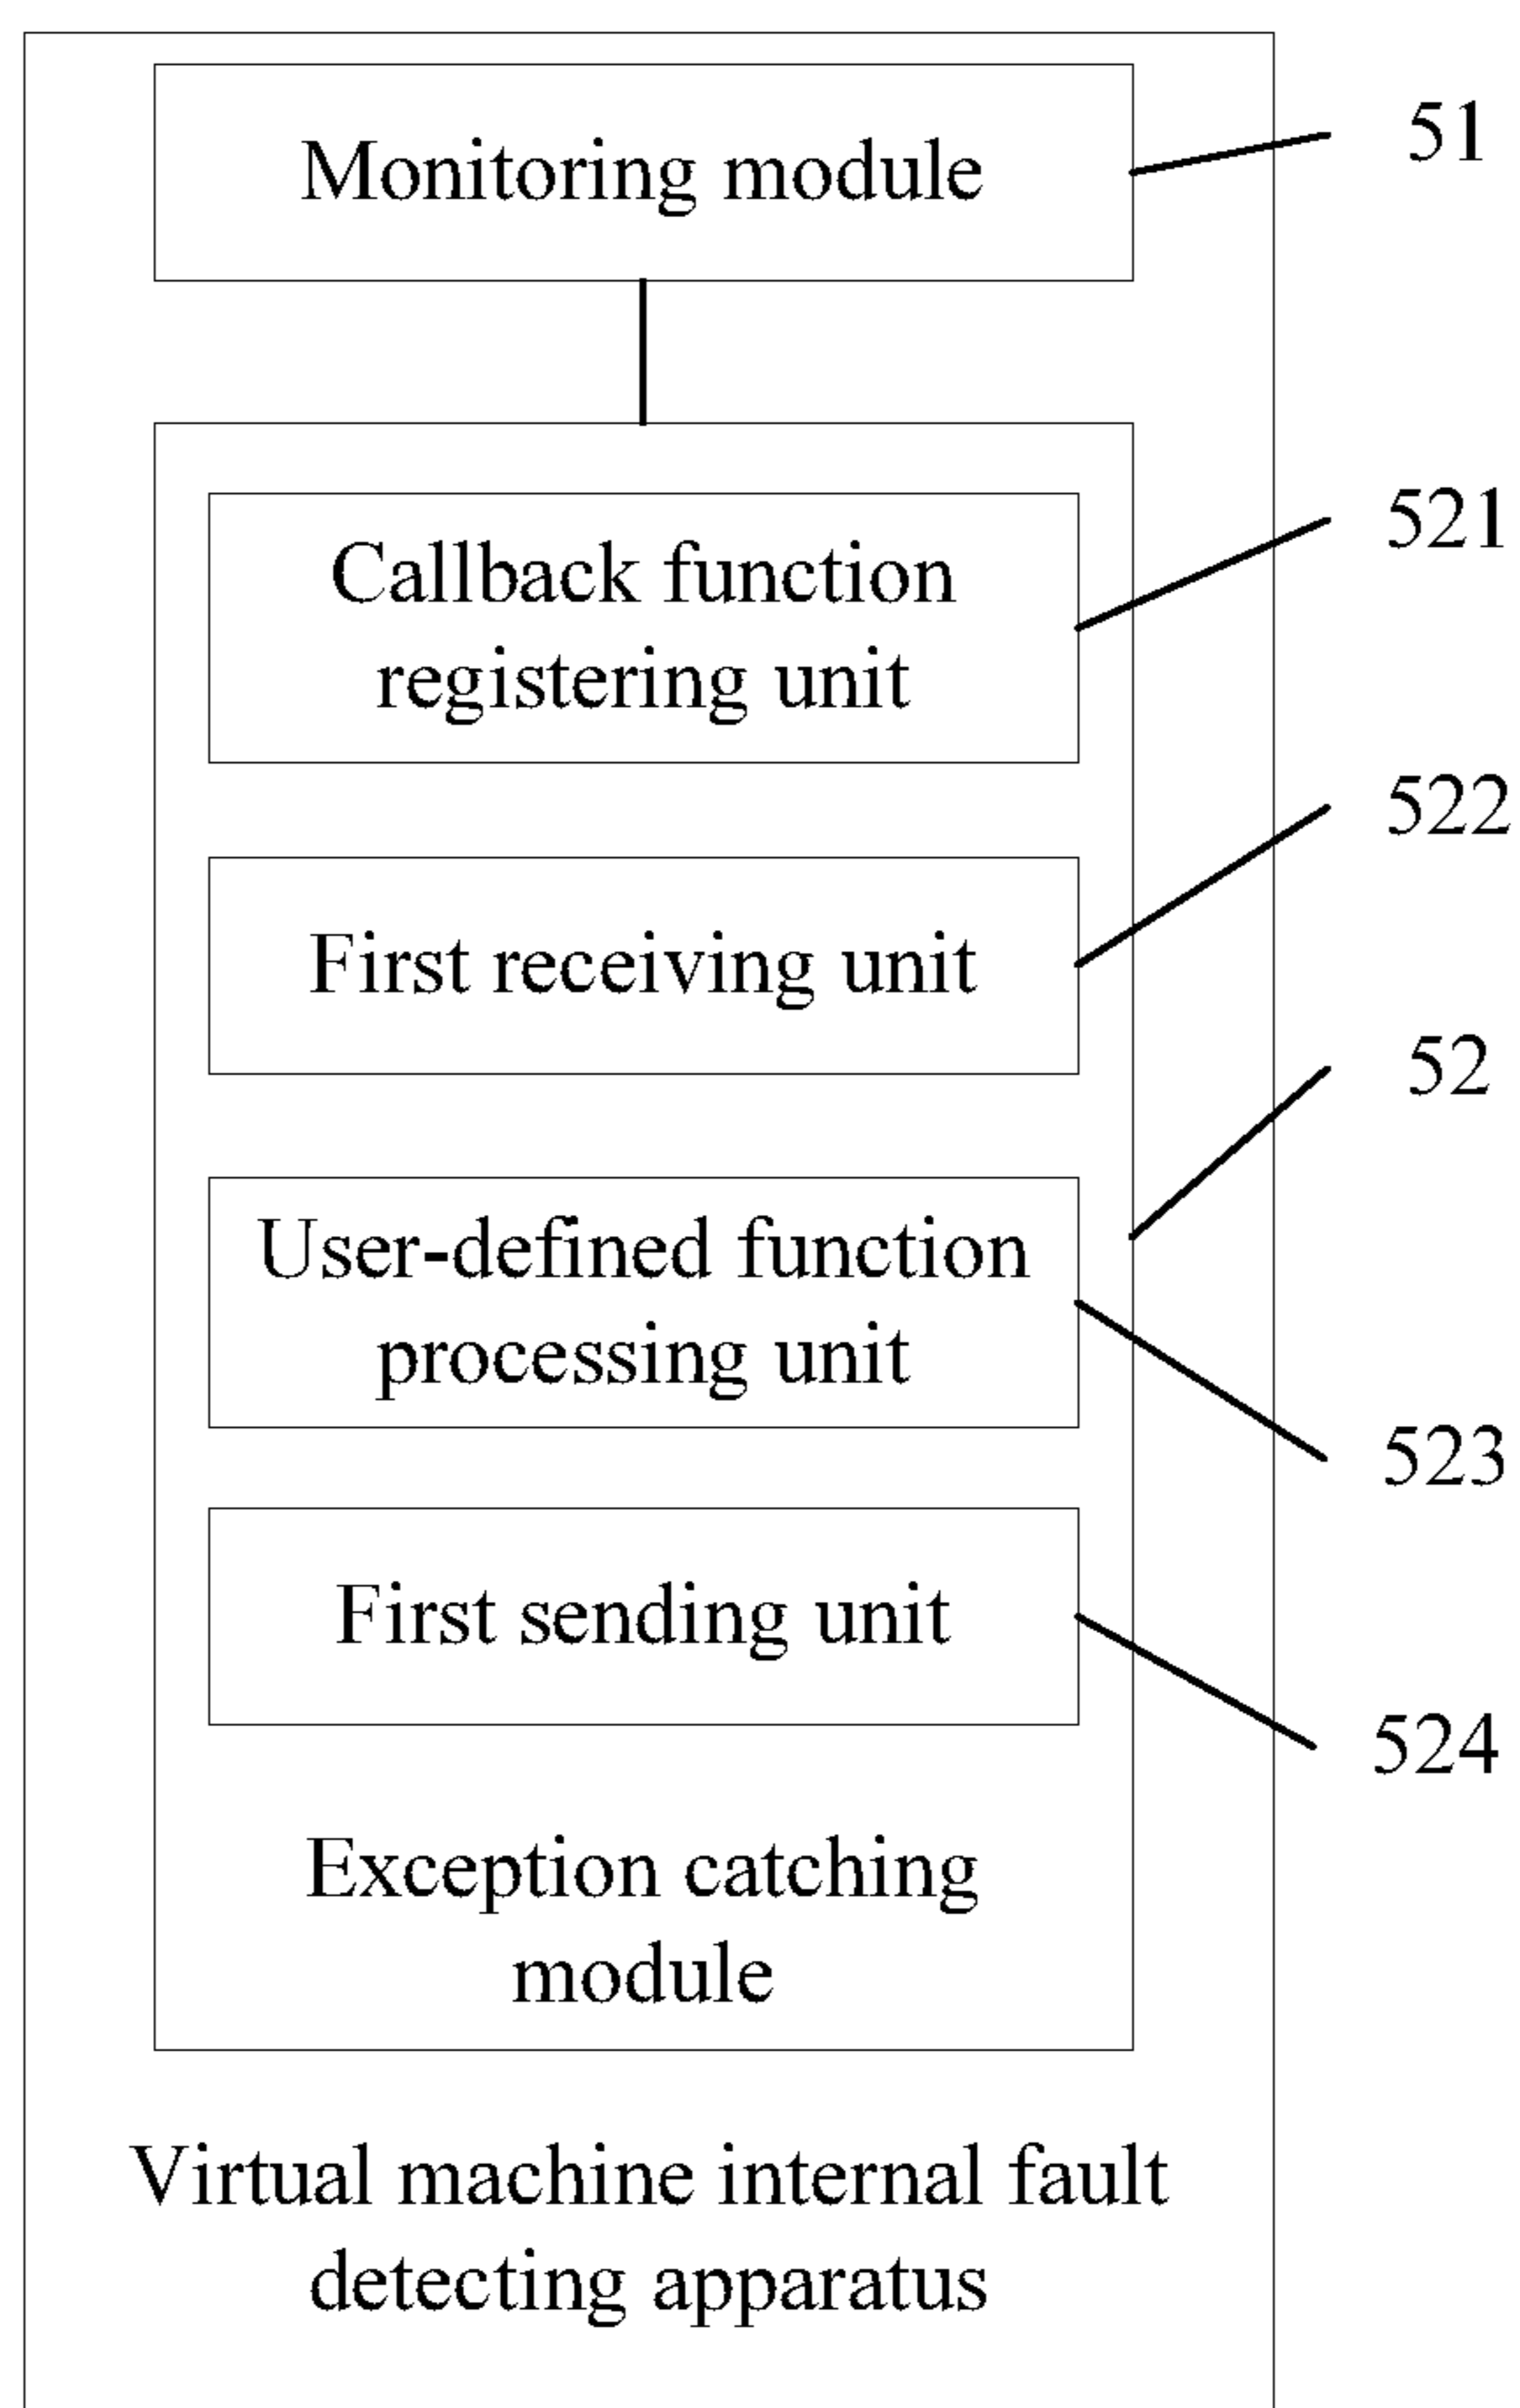 Monitoring module
51
Callback function
registering unit
521
First receiving unit
522
52
User-defined function
processing unit
523
First sending unit
524
Exception catching
module
Virtual machine internal fault
detecting apparatus